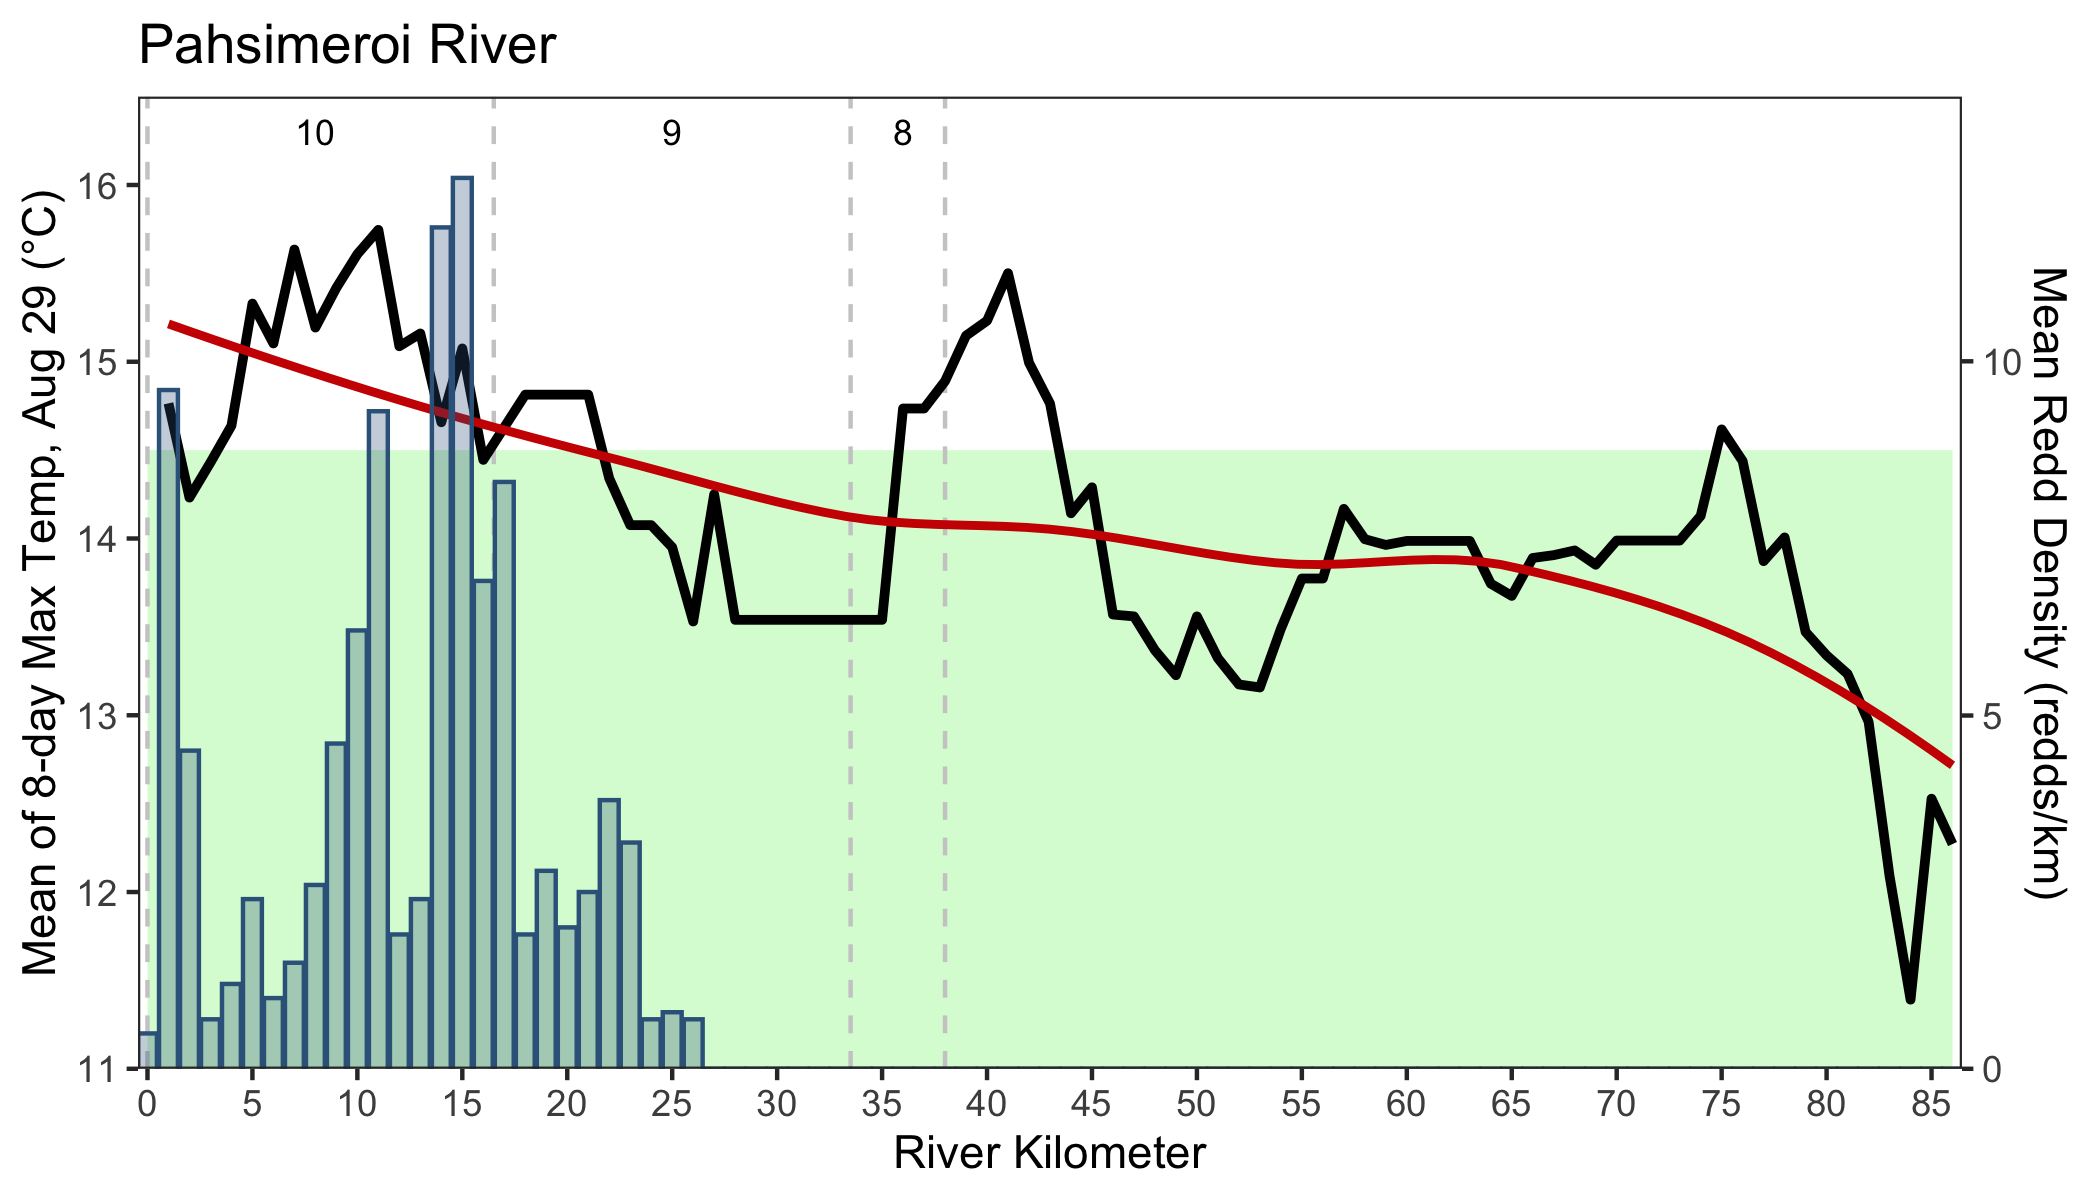 Pahsimeroi River
10 9 8
Mean of 8-day Max Temp, Aug 29 (°C)
16
15
14
13
12
11
10
5
0
Mean Redd Density (redds/km)
0 5 10 15 20 25 30 35 40 45 50 55 60 65 70 75 80 85
River Kilometer